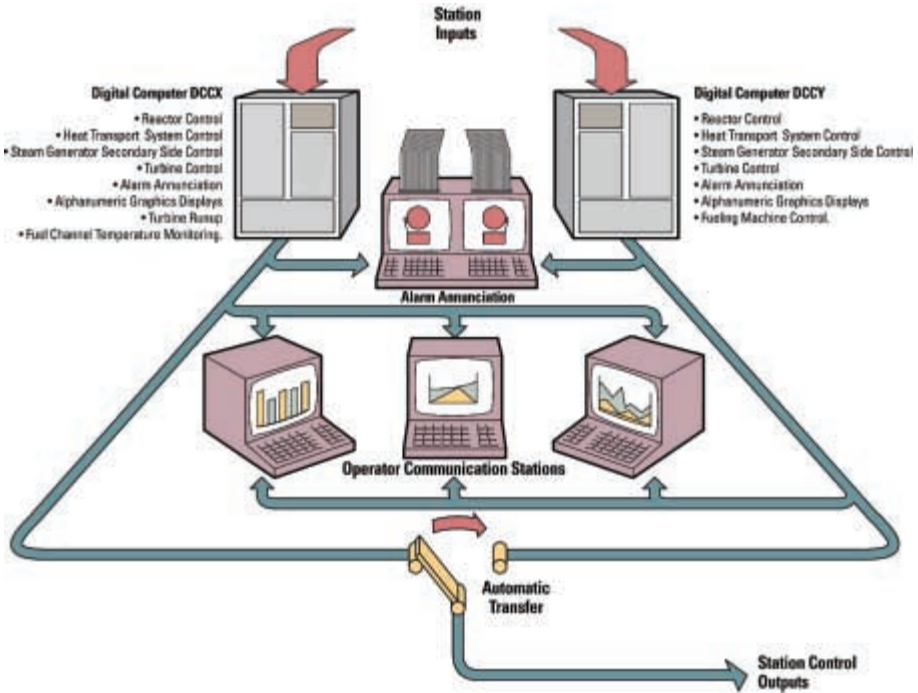 Station
Inputs
Digital Computer DCCX
• Reactor Control
• Heat Transport System Control
• Steam Generator Secondary Side Control
• Turbine Control
• Alarm Annunciation
• Alphanumeric Graphics Displays
• Turbine Runup
• Fuel Channel Temperature Monitoring.
Digital Computer DCCY
• Reactor Control
• Heat Transport System Control
• Steam Generator Secondary Side Control
• Turbine Control
• Alarm Annunciation
• Alphanumeric Graphics Displays
• Fueling Machine Control.
Alarm Annunciation
Operator Communication Stations
Automatic
Transfer
Station Control
Outputs